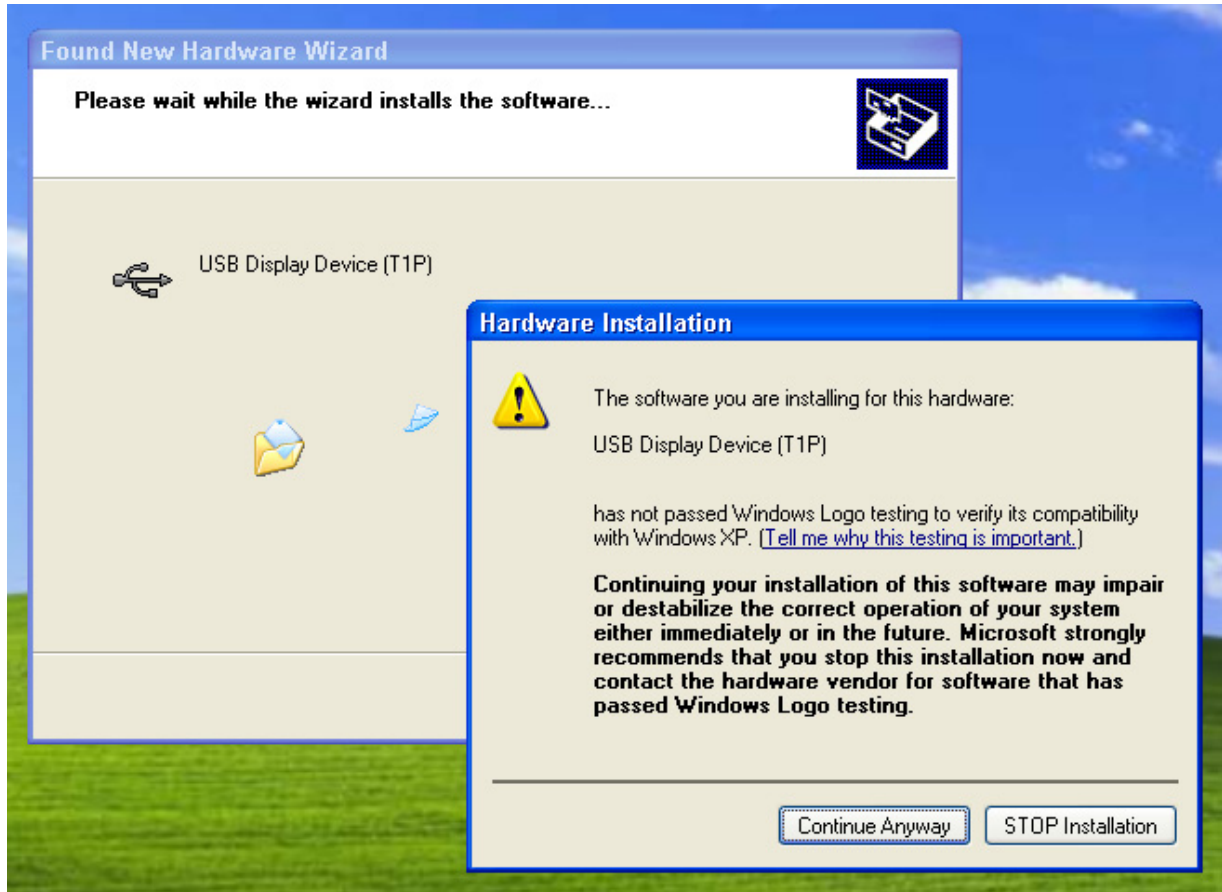 Found New Hardware Wizard
Please wait while the wizard installs the software...
USB Display Device (T1P)
Hardware Installation
The software you are installing for this hardware:
USB Display Device (T1P)
has not passed Windows Logo testing to verify its compatibility
with Windows XP. (Tell me why this testing is important.)
Continuing your installation of this software may impair
or destabilize the correct operation of your system
either immediately or in the future. Microsoft strongly
recommends that you stop this installation now and
contact the hardware vendor for software that has
passed Windows Logo testing.
Continue Anyway
STOP Installation